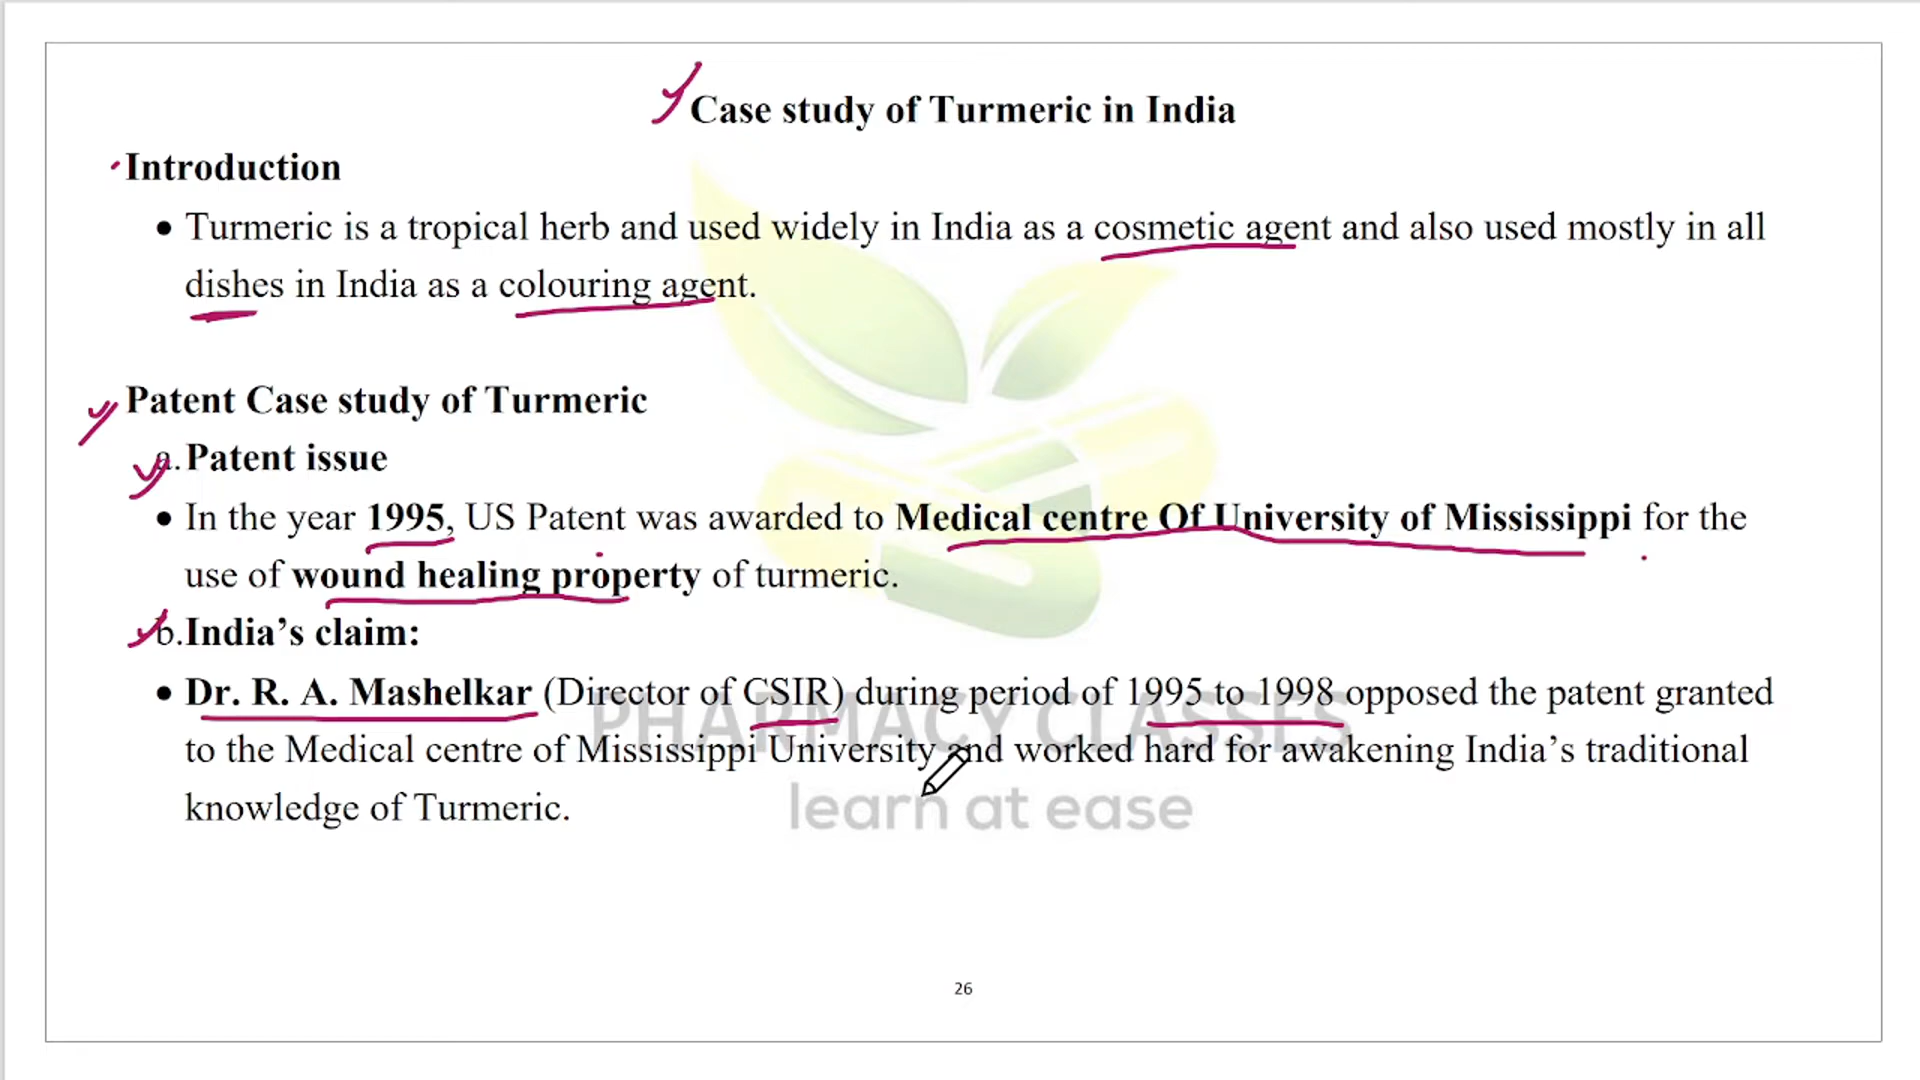 Case study of Turmeric in India
Introduction
• Turmeric is a tropical herb and used widely in India as a cosmetic agent and also used mostly in all
dishes in India as a colouring agent.
Patent Case study of Turmeric
a. Patent issue
• In the year 1995, US Patent was awarded to Medical centre Of University of Mississippi for the
use of wound healing property of turmeric.
b. India’s claim:
• Dr. R. A. Mashelkar (Director of CSIR) during period of 1995 to 1998 opposed the patent granted
to the Medical centre of Mississippi University and worked hard for awakening India’s traditional
knowledge of Turmeric.
PHARMACY CLASSES
learn at ease
26